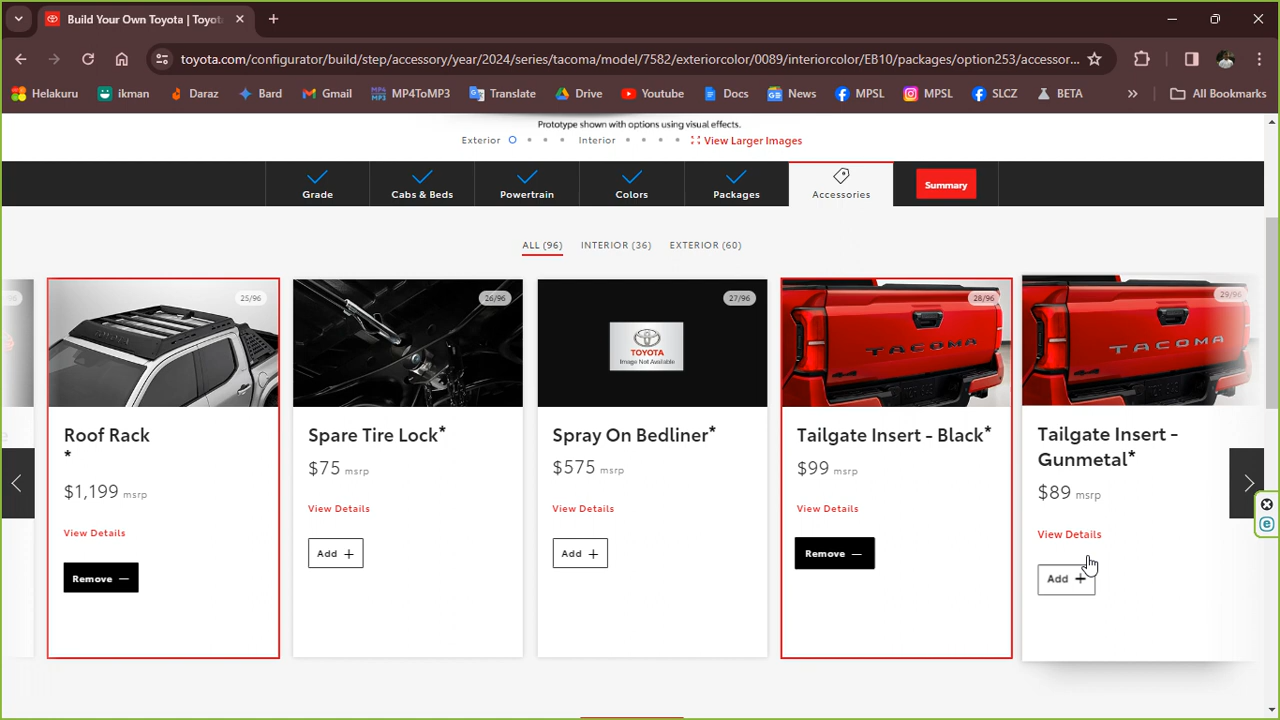 Build Your Own Toyota | Toyot
toyota.com/configurator/build/step/accessory/year/2024/series/tacoma/model/7582/exteriorcolor/0089/interiorcolor/EB10/packages/option253/accessor...
Helakuru ikman Daraz Bard Gmail MP4ToMP3 Translate Drive Youtube Docs News MPSL MPSL SLCZ BETA » All Bookmarks
Prototype shown with options using visual effects.
Exterior Interior View Larger Images
Grade Cabs & Beds Powertrain Colors Packages Accessories Summary
ALL (96) INTERIOR (36) EXTERIOR (60)
25/96 26/96 27/96 28/96 29/96
TOYOTA
Image Not Available
TACOMA
TACOMA
Roof Rack
*
$1,199 msrp
View Details
Remove —
Spare Tire Lock*
$75 msrp
View Details
Add +
Spray On Bedliner*
$575 msrp
View Details
Add +
Tailgate Insert - Black*
$99 msrp
View Details
Remove —
Tailgate Insert -
Gunmetal*
$89 msrp
View Details
Add +